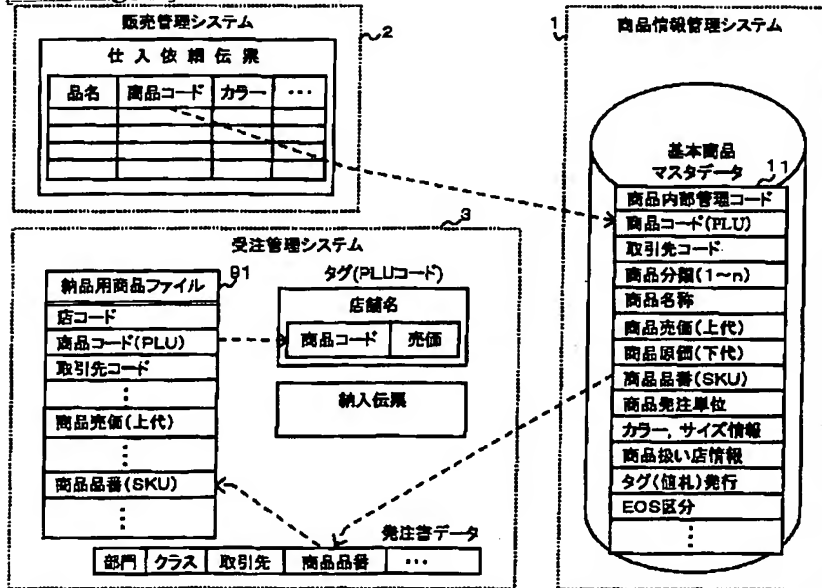 販売管理システム
2
仕入依頼伝票
品名 商品コード カラー ・・・
1
商品情報管理システム
基本商品
マスタデータ
11
商品内部管理コード
商品コード(PLU)
取引先コード
商品分類(1～n)
商品名称
商品売価(上代)
商品原価(下代)
商品品番(SKU)
商品発注単位
カラー, サイズ情報
商品扱い店情報
タグ(値札)発行
EOS区分
⋮
3
受注管理システム
納品用商品ファイル
91
店コード
商品コード(PLU)
取引先コード
⋮
商品売価(上代)
⋮
商品品番(SKU)
⋮
タグ(PLUコード)
店舗名
商品コード 売価
納入伝票
発注書データ
部門 クラス 取引先 商品品番 ・・・